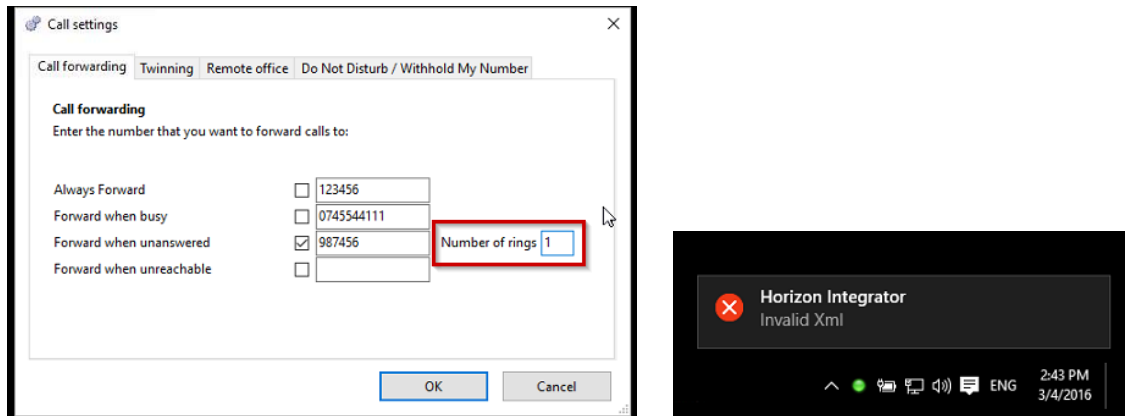 Call settings
Call forwarding Twinning Remote office Do Not Disturb / Withhold My Number
Call forwarding
Enter the number that you want to forward calls to:
Always Forward 123456
Forward when busy 0745544111
Forward when unanswered 987456 Number of rings 1
Forward when unreachable
OK Cancel
Horizon Integrator
Invalid Xml
ENG 2:43 PM
3/4/2016